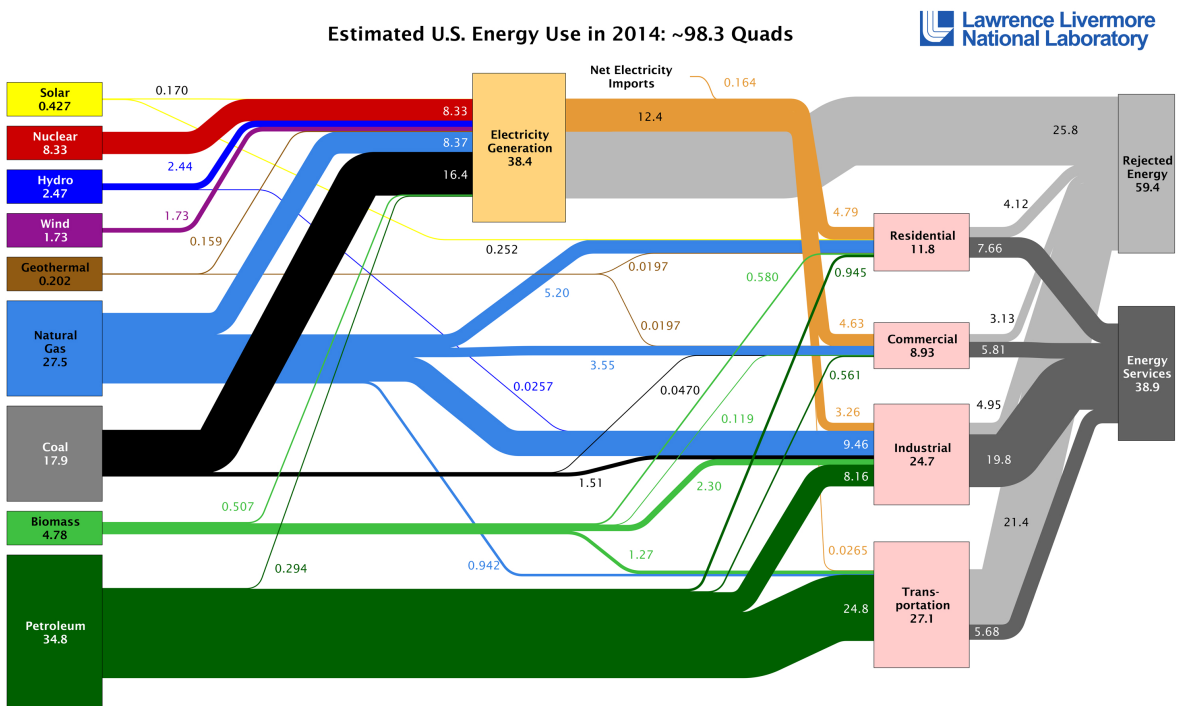 Estimated U.S. Energy Use in 2014: ~98.3 Quads
Lawrence Livermore
National Laboratory
Net Electricity
Imports
0.164
Solar
0.427
0.170
Nuclear
8.33
8.33
Hydro
2.47
2.44
Wind
1.73
1.73
Geothermal
0.202
0.159
Natural
Gas
27.5
8.37
Coal
17.9
16.4
Biomass
4.78
0.507
Petroleum
34.8
0.294
Electricity
Generation
38.4
12.4
25.8
Rejected
Energy
59.4
4.79
0.252
0.0197
5.20
0.580
0.945
Residential
11.8
4.12
7.66
4.63
0.0197
3.55
0.0470
0.0257
0.119
0.561
Commercial
8.93
3.13
5.81
Energy
Services
38.9
3.26
9.46
1.51
2.30
8.16
Industrial
24.7
4.95
19.8
21.4
0.0265
1.27
0.942
24.8
Trans-
portation
27.1
5.68